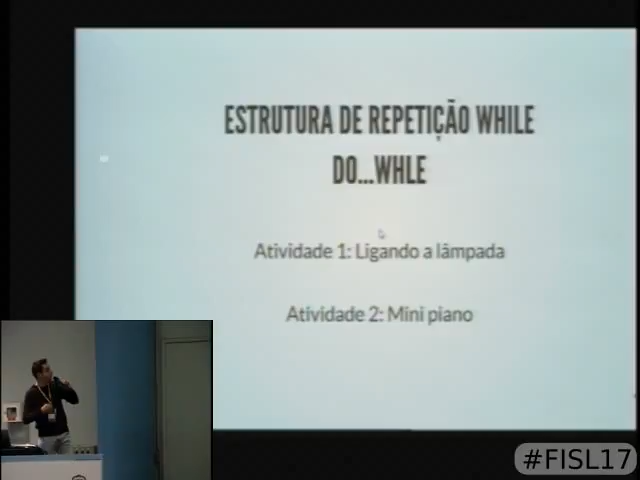 ESTRUTURA DE REPETIÇÃO WHILE
DO...WHLE
Atividade 1: Ligando a lâmpada
Atividade 2: Mini piano
#FISL17